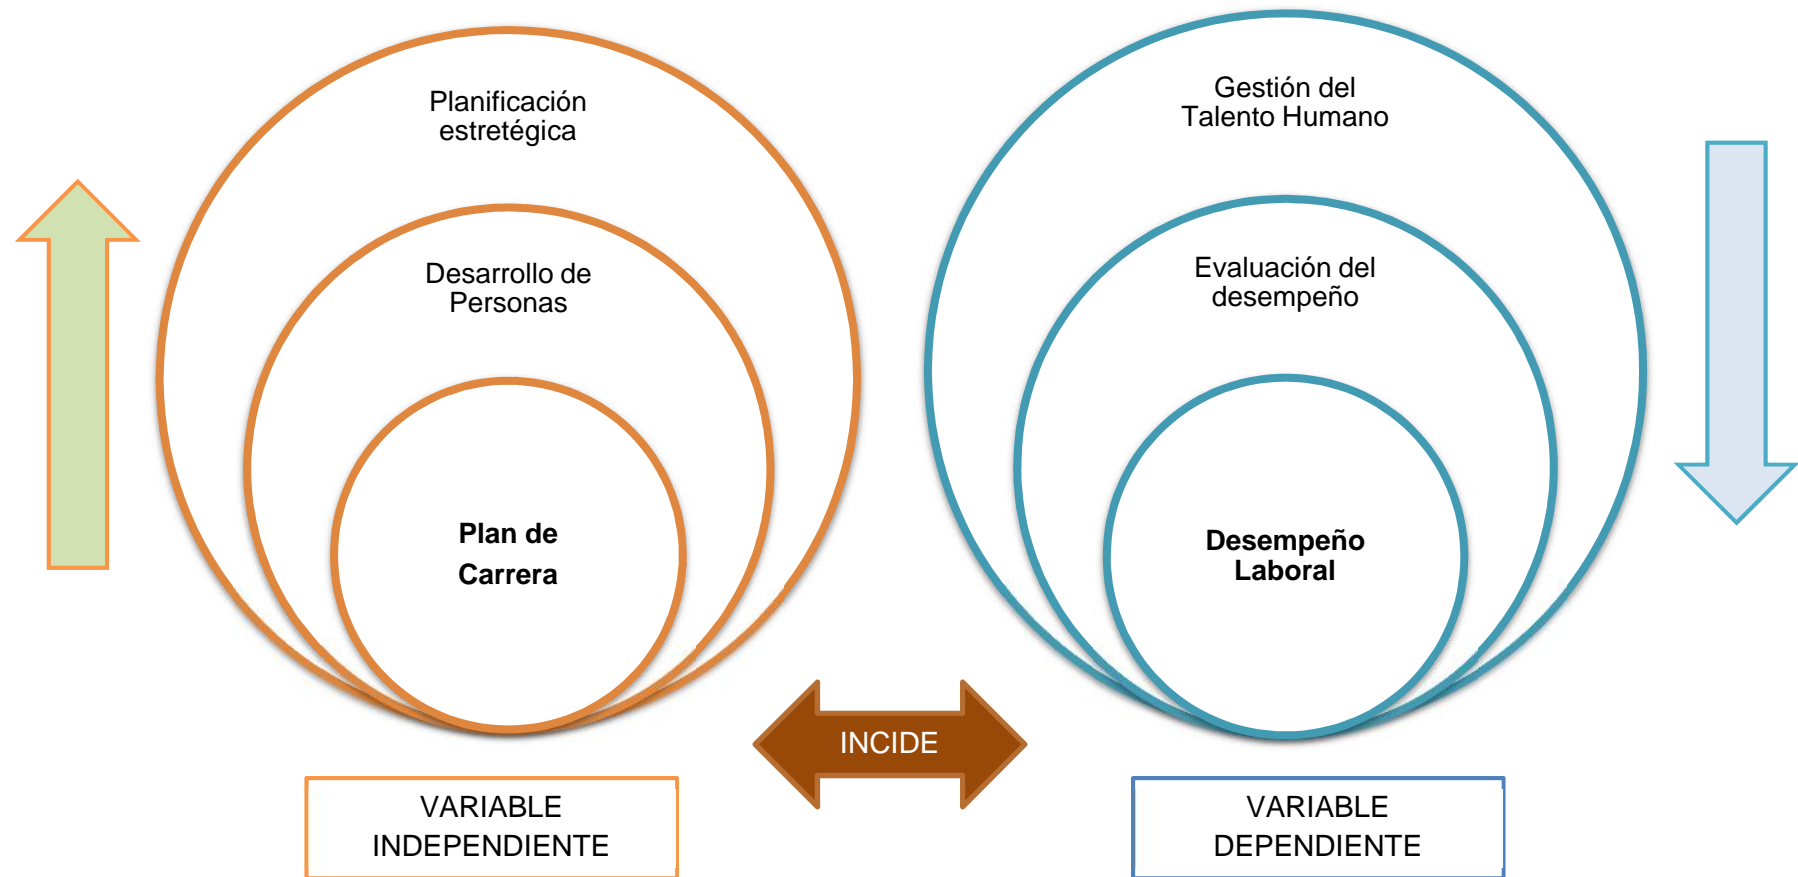 Planificación
estretégica
Desarrollo de
Personas
Plan de
Carrera
Gestión del
Talento Humano
Evaluación del
desempeño
Desempeño
Laboral
INCIDE
VARIABLE
INDEPENDIENTE
VARIABLE
DEPENDIENTE